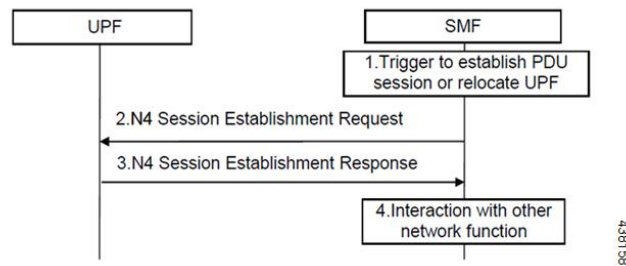 UPF
SMF
1.Trigger to establish PDU
session or relocate UPF
2.N4 Session Establishment Request
3.N4 Session Establishment Response
4.Interaction with other
network function